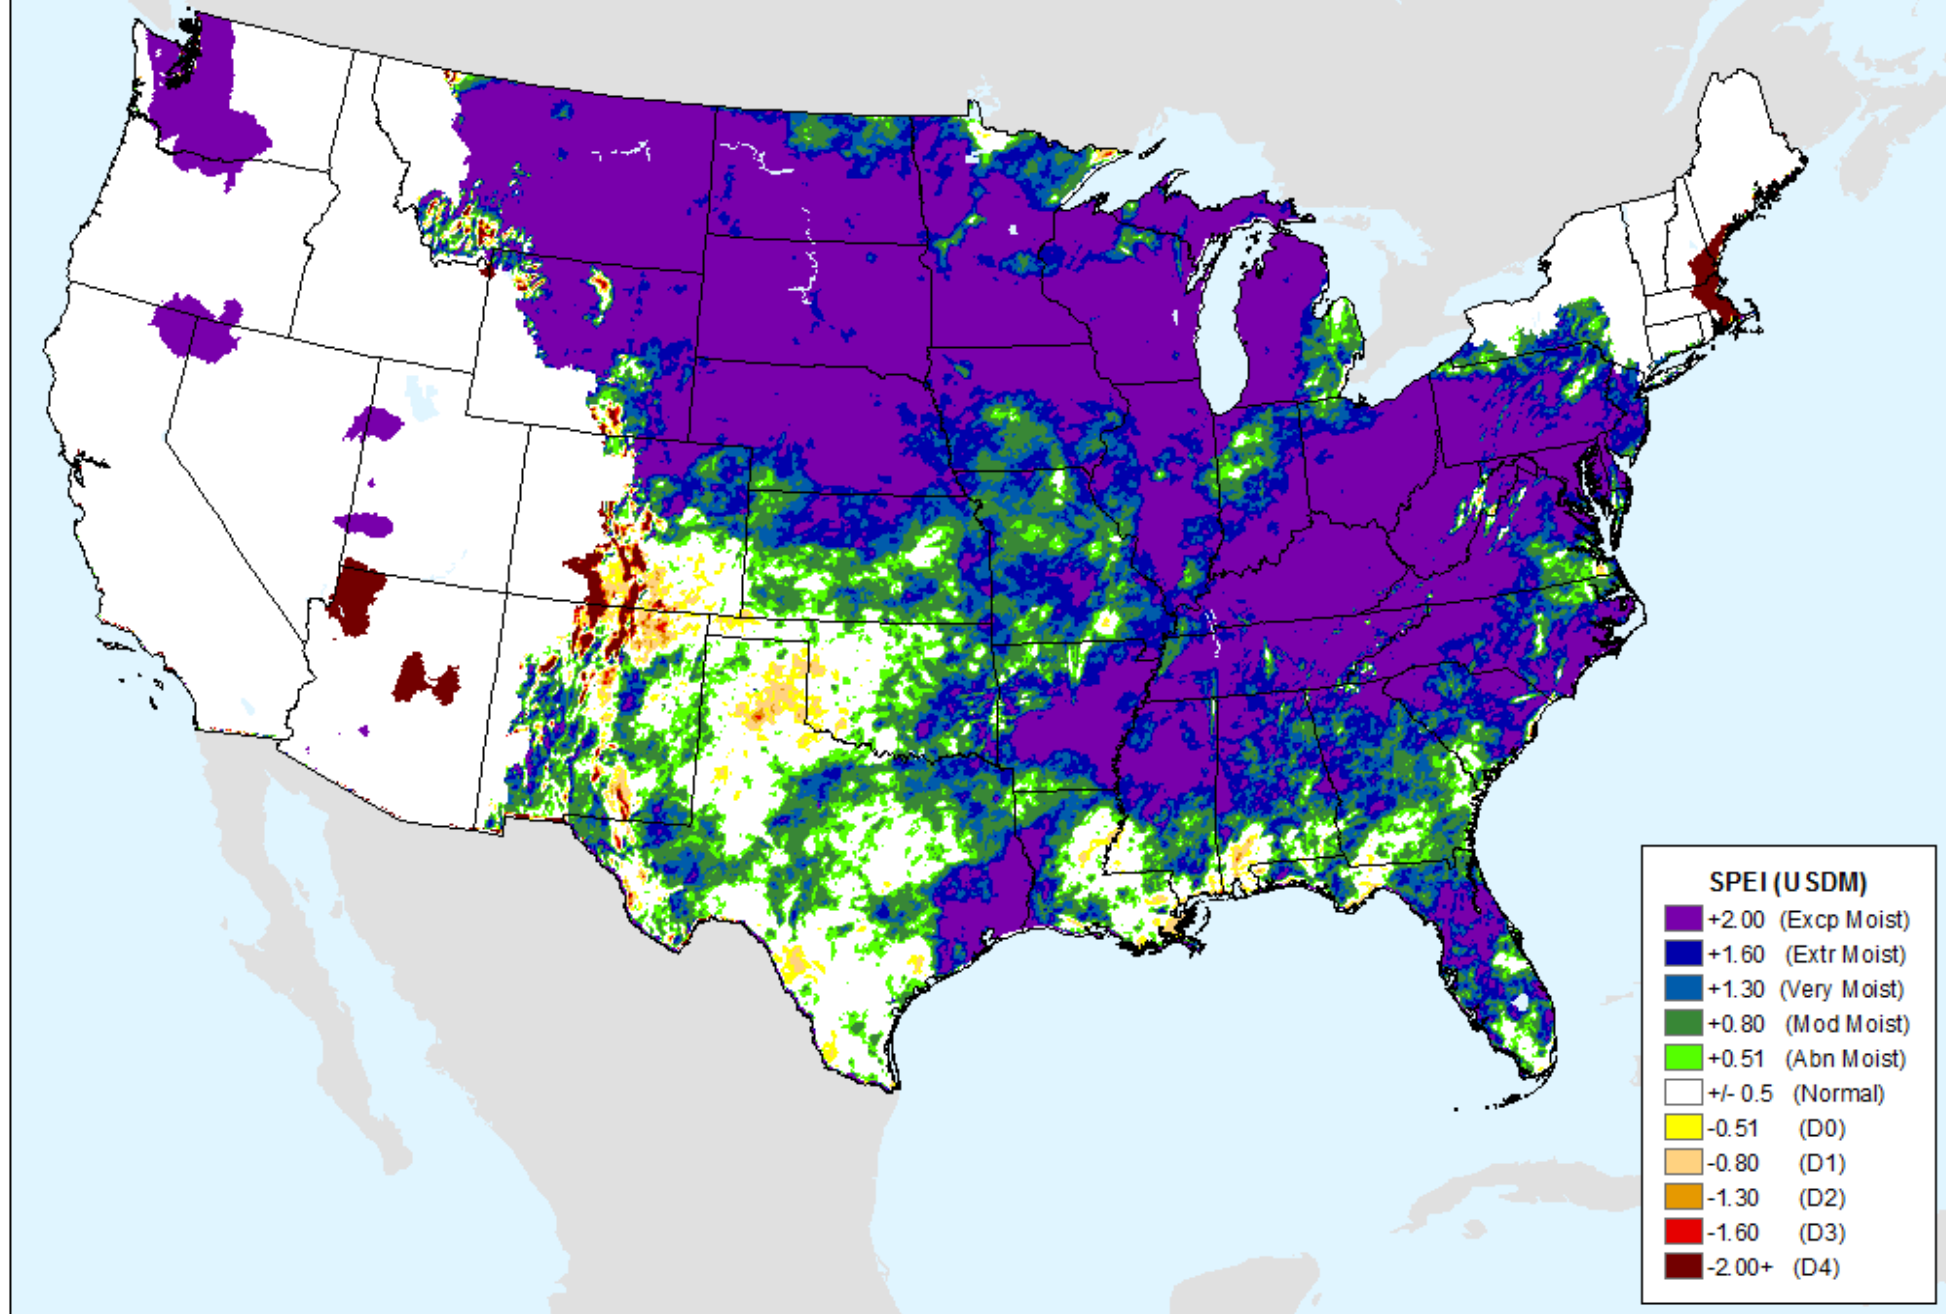 SPEI (USDM)
+2.00 (Excp Moist)
+1.60 (Extr Moist)
+1.30 (Very Moist)
+0.80 (Mod Moist)
+0.51 (Abn Moist)
+/- 0.5 (Normal)
-0.51 (D0)
-0.80 (D1)
-1.30 (D2)
-1.60 (D3)
-2.00+ (D4)